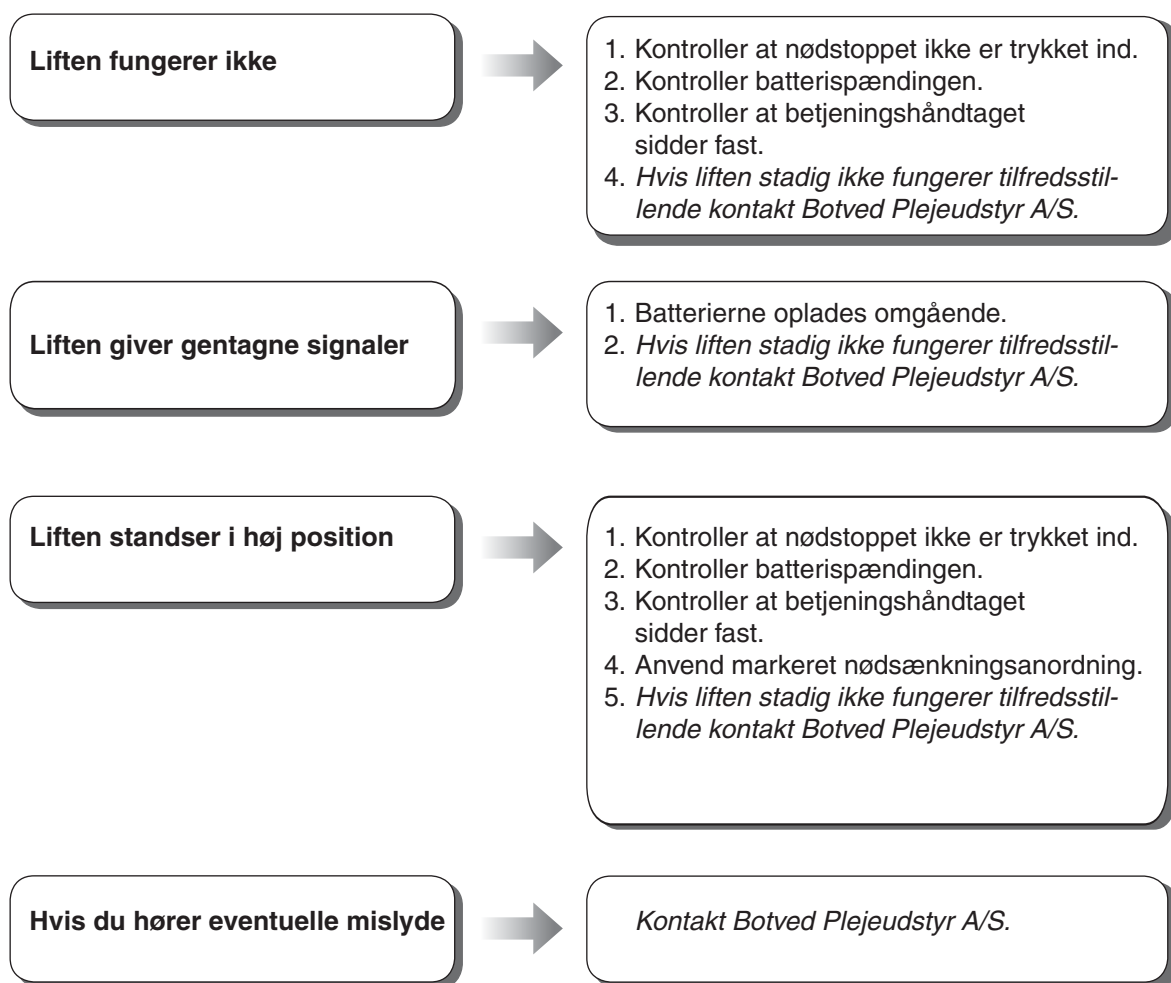 Liften fungerer ikke
1. Kontroller at nødstoppet ikke er trykket ind.
2. Kontroller batterispændingen.
3. Kontroller at betjeningshåndtaget
sidder fast.
4. Hvis liften stadig ikke fungerer tilfredsstil-
lende kontakt Botved Plejeudstyr A/S.
Liften giver gentagne signaler
1. Batterierne oplades omgående.
2. Hvis liften stadig ikke fungerer tilfredsstil-
lende kontakt Botved Plejeudstyr A/S.
Liften standser i høj position
1. Kontroller at nødstoppet ikke er trykket ind.
2. Kontroller batterispændingen.
3. Kontroller at betjeningshåndtaget
sidder fast.
4. Anvend markeret nødsænkningsanordning.
5. Hvis liften stadig ikke fungerer tilfredsstil-
lende kontakt Botved Plejeudstyr A/S.
Hvis du hører eventuelle mislyde
Kontakt Botved Plejeudstyr A/S.